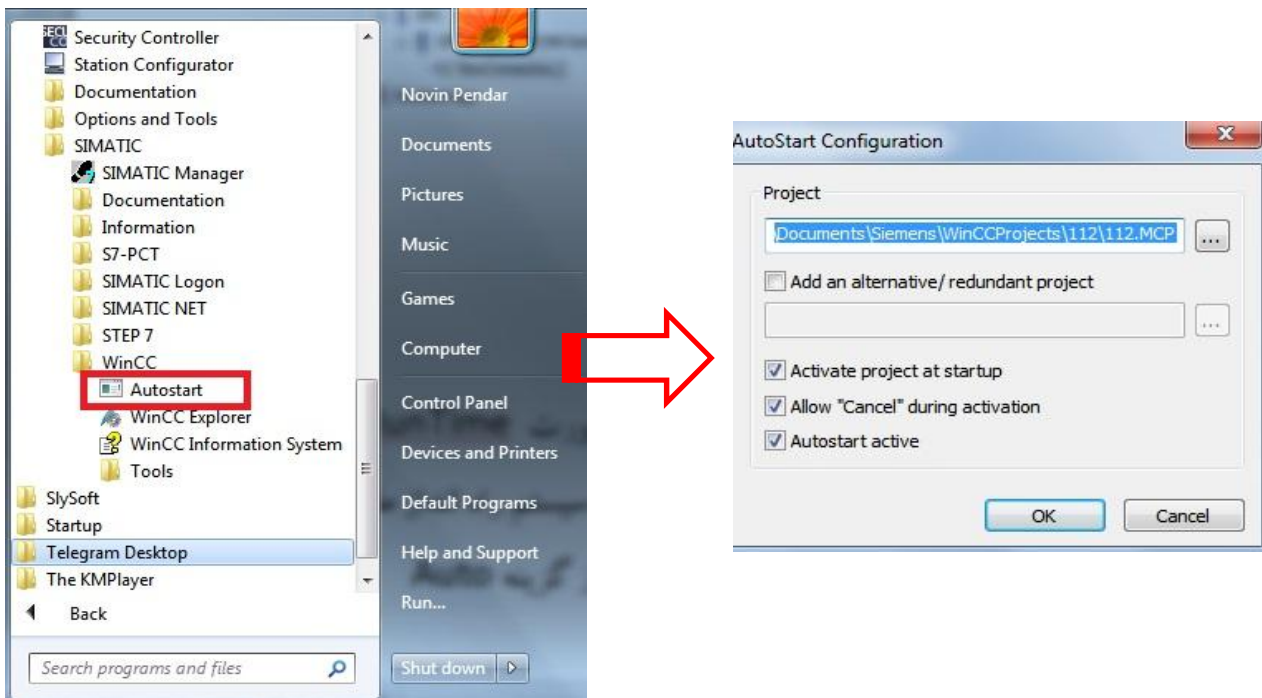 SECU
CO
Security Controller
Station Configurator
Documentation
Options and Tools
SIMATIC
SIMATIC Manager
Documentation
Information
S7-PCT
SIMATIC Logon
SIMATIC NET
STEP 7
WinCC
Autostart
WinCC Explorer
WinCC Information System
Tools
SlySoft
Startup
Telegram Desktop
The KMPlayer
Back
Search programs and files
Novin Pendar
Documents
Pictures
Music
Games
Computer
Control Panel
Devices and Printers
Default Programs
Help and Support
Run...
Shut down
AutoStart Configuration
Project
\Documents\Siemens\WinCCProjects\112\112.MCP
...
Add an alternative/ redundant project
...
Activate project at startup
Allow "Cancel" during activation
Autostart active
OK
Cancel